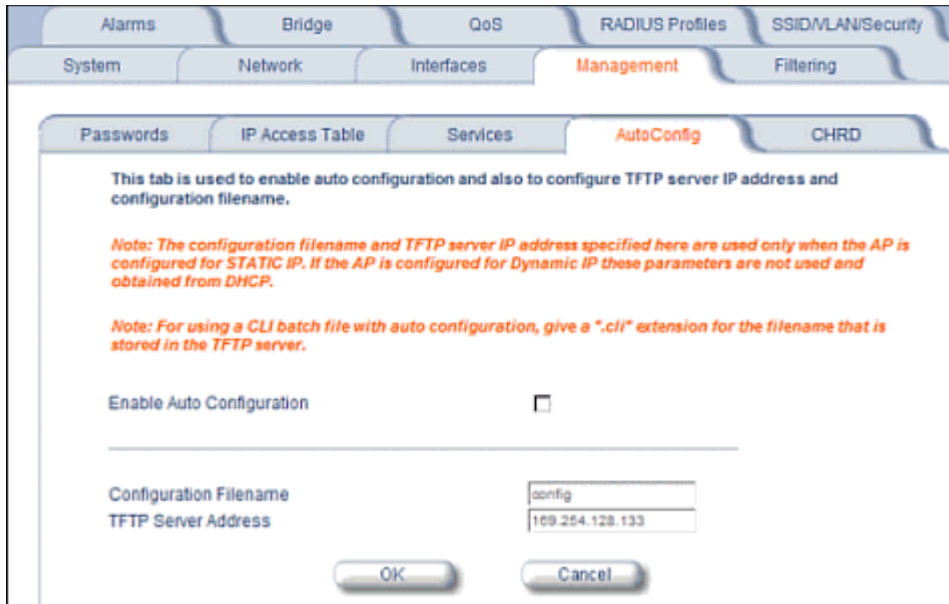 Alarms Bridge QoS RADIUS Profiles SSID/VLAN/Security
System Network Interfaces Management Filtering
Passwords IP Access Table Services AutoConfig CHRD
This tab is used to enable auto configuration and also to configure TFTP server IP address and
configuration filename.
Note: The configuration filename and TFTP server IP address specified here are used only when the AP is
configured for STATIC IP. If the AP is configured for Dynamic IP these parameters are not used and
obtained from DHCP.
Note: For using a CLI batch file with auto configuration, give a ".cli" extension for the filename that is
stored in the TFTP server.
Enable Auto Configuration
Configuration Filename config
TFTP Server Address 169.254.128.133
OK Cancel